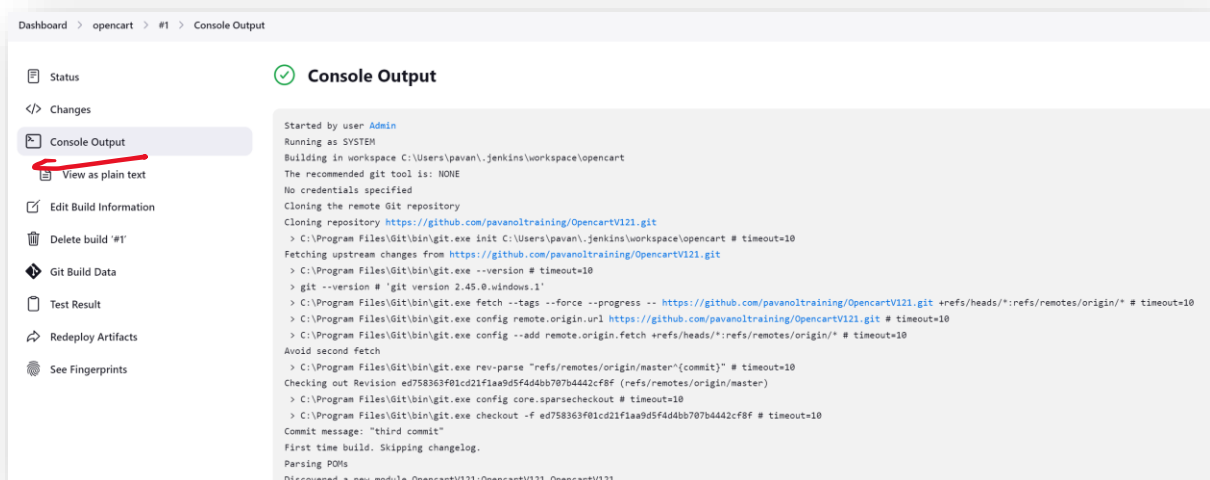 Dashboard > opencart > #1 > Console Output
Status
Changes
Console Output
View as plain text
Edit Build Information
Delete build '#1'
Git Build Data
Test Result
Redeploy Artifacts
See Fingerprints
Console Output
Started by user Admin
Running as SYSTEM
Building in workspace C:\Users\pavan\.jenkins\workspace\opencart
The recommended git tool is: NONE
No credentials specified
Cloning the remote Git repository
Cloning repository https://github.com/pavanoltraining/OpencartV121.git
> C:\Program Files\Git\bin\git.exe init C:\Users\pavan\.jenkins\workspace\opencart # timeout=10
Fetching upstream changes from https://github.com/pavanoltraining/OpencartV121.git
> C:\Program Files\Git\bin\git.exe --version # timeout=10
> git --version # 'git version 2.45.0.windows.1'
> C:\Program Files\Git\bin\git.exe fetch --tags --force --progress -- https://github.com/pavanoltraining/OpencartV121.git +refs/heads/*:refs/remotes/origin/* # timeout=10
> C:\Program Files\Git\bin\git.exe config remote.origin.url https://github.com/pavanoltraining/OpencartV121.git # timeout=10
> C:\Program Files\Git\bin\git.exe config --add remote.origin.fetch +refs/heads/*:refs/remotes/origin/* # timeout=10
Avoid second fetch
> C:\Program Files\Git\bin\git.exe rev-parse "refs/remotes/origin/master^{commit}" # timeout=10
Checking out Revision ed758363f01cd21f1aa9d5f4d4bb707b4442cf8f (refs/remotes/origin/master)
> C:\Program Files\Git\bin\git.exe config core.sparsecheckout # timeout=10
> C:\Program Files\Git\bin\git.exe checkout -f ed758363f01cd21f1aa9d5f4d4bb707b4442cf8f # timeout=10
Commit message: "third commit"
First time build. Skipping changelog.
Parsing POMs
Discovered a new module OpencartV121:OpencartV121 OpencartV121